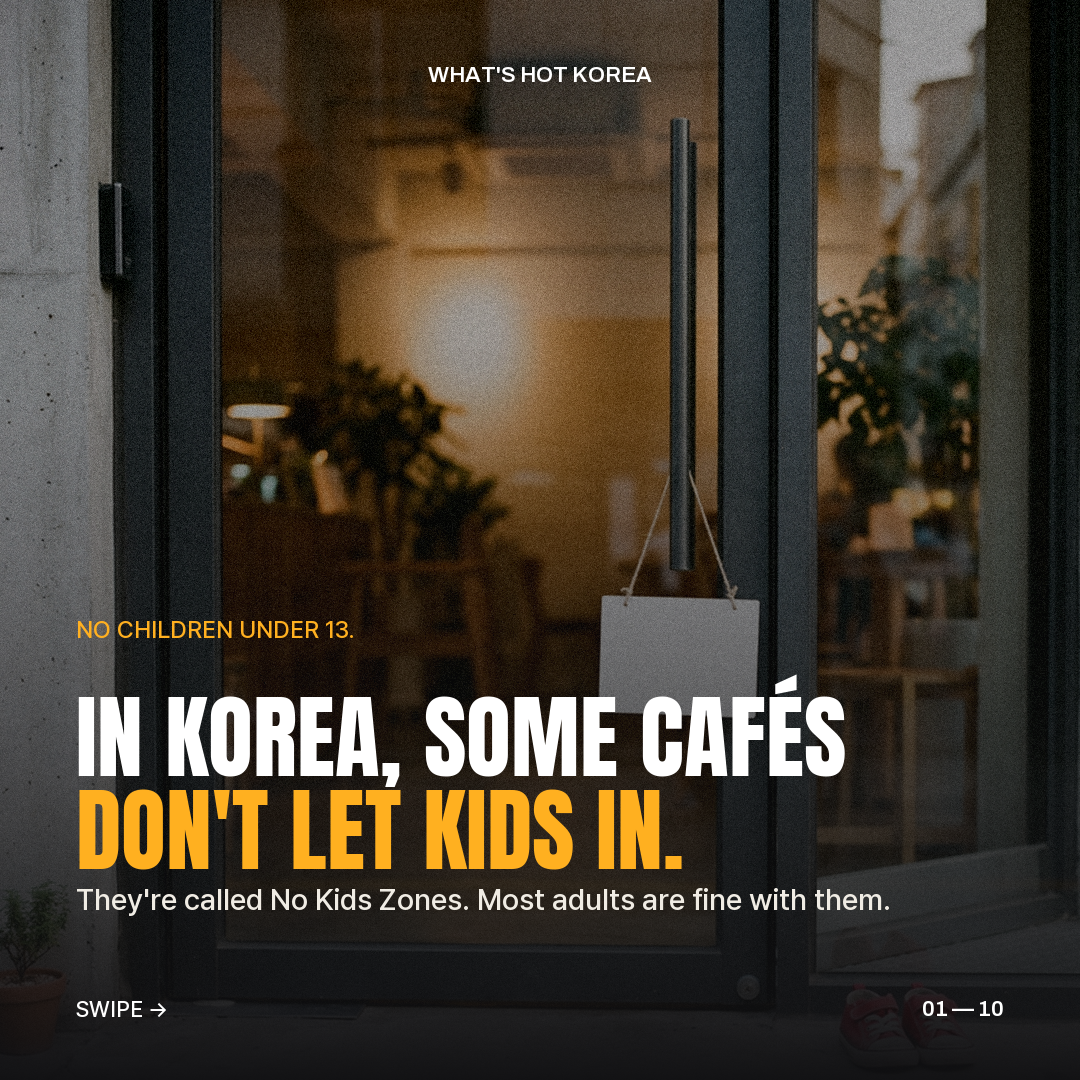 WHAT'S HOT KOREA
NO CHILDREN UNDER 13.
IN KOREA, SOME CAFÉS
DON'T LET KIDS IN.
They're called No Kids Zones. Most adults are fine with them.
SWIPE →
01 — 10